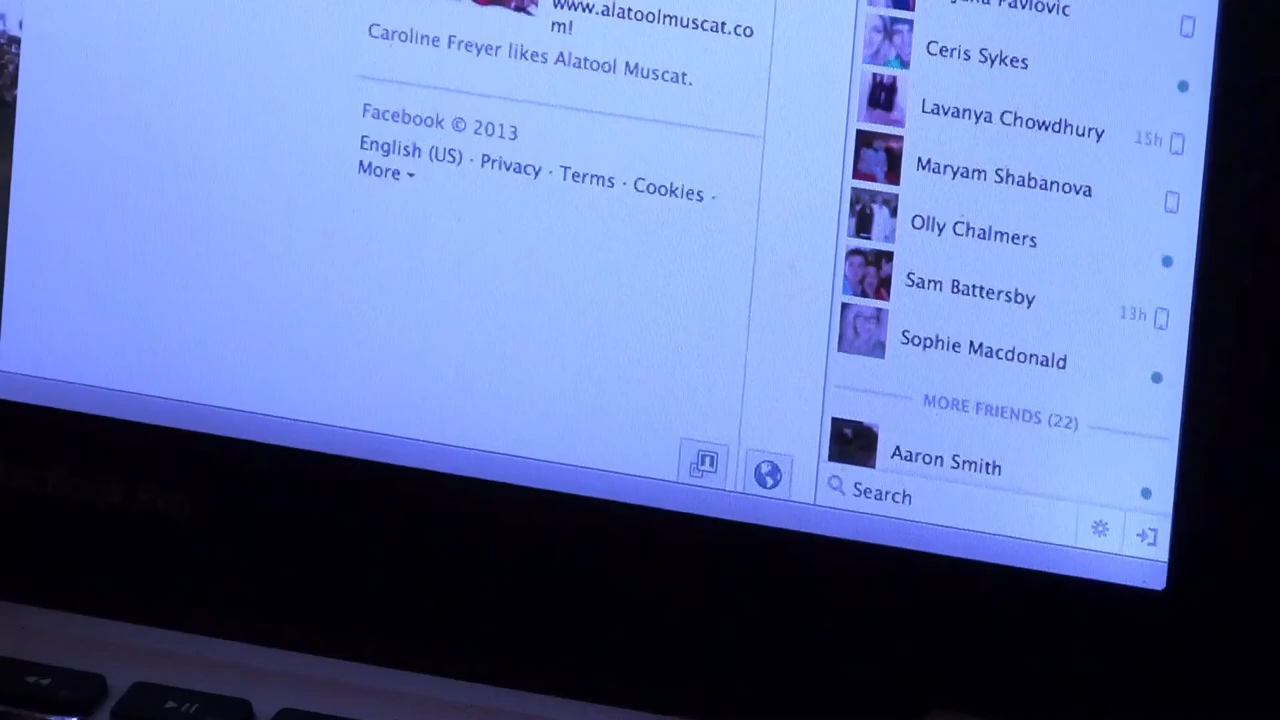 www.alatoolmuscat.co
m!
Caroline Freyer likes Alatool Muscat.
Facebook © 2013
English (US) · Privacy · Terms · Cookies ·
More
Pavlovic
Ceris Sykes
Lavanya Chowdhury 15h
Maryam Shabanova
Olly Chalmers
Sam Battersby 13h
Sophie Macdonald
MORE FRIENDS (22)
Aaron Smith
Search